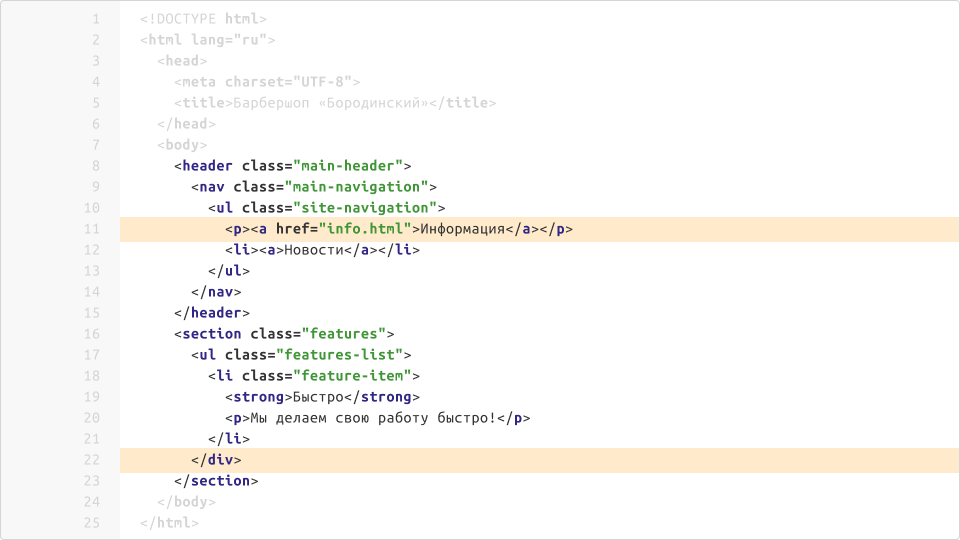 1 <!DOCTYPE html>
2 <html lang="ru">
3 <head>
4 <meta charset="UTF-8">
5 <title>Барбершоп «Бородинский»</title>
6 </head>
7 <body>
8 <header class="main-header">
9 <nav class="main-navigation">
10 <ul class="site-navigation">
11 <p><a href="info.html">Информация</a></p>
12 <li><a>Новости</a></li>
13 </ul>
14 </nav>
15 </header>
16 <section class="features">
17 <ul class="features-list">
18 <li class="feature-item">
19 <strong>Быстро</strong>
20 <p>Мы делаем свою работу быстро!</p>
21 </li>
22 </div>
23 </section>
24 </body>
25 </html>